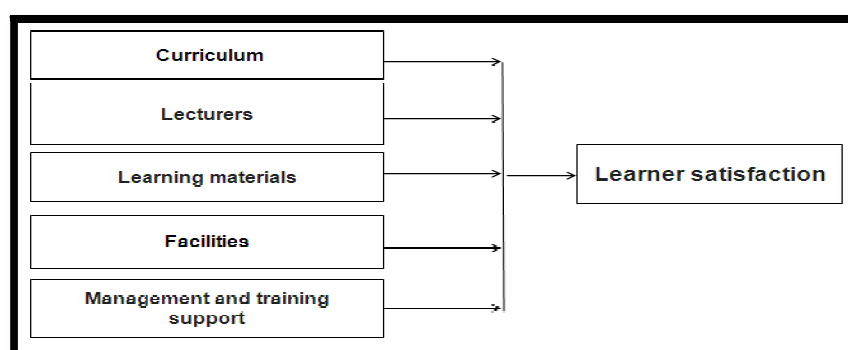 Curriculum
Lecturers
Learning materials
Learner satisfaction
Facilities
Management and training
support